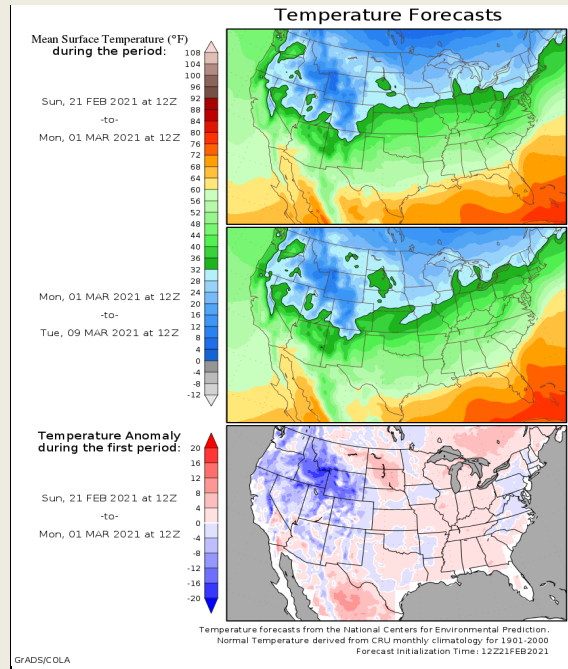 Temperature Forecasts
Mean Surface Temperature (°F)
during the period:
108
104
100
96
92
88
84
80
76
72
68
64
60
56
52
48
44
40
36
32
28
24
20
16
12
8
4
0
-4
-8
-12
Sun, 21 FEB 2021 at 12Z
-to-
Mon, 01 MAR 2021 at 12Z
Mon, 01 MAR 2021 at 12Z
-to-
Tue, 09 MAR 2021 at 12Z
Temperature Anomaly
during the first period:
20
16
12
8
4
0
-4
-8
-12
-16
-20
Sun, 21 FEB 2021 at 12Z
-to-
Mon, 01 MAR 2021 at 12Z
Temperature forecasts from the National Centers for Environmental Prediction.
Normal Temperature derived from CRU monthly climatology for 1901-2000
Forecast Initialization Time: 12Z21FEB2021
GrADS/COLA